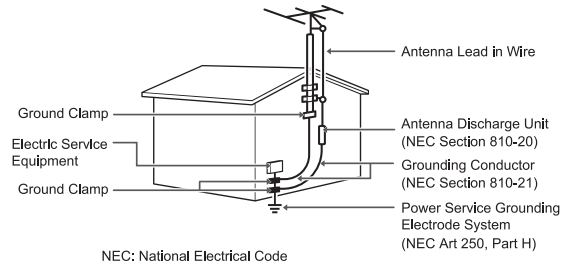 Antenna Lead in Wire
Ground Clamp
Antenna Discharge Unit
(NEC Section 810-20)
Electric Service
Equipment
Grounding Conductor
(NEC Section 810-21)
Ground Clamp
Power Service Grounding
Electrode System
(NEC Art 250, Part H)
NEC: National Electrical Code